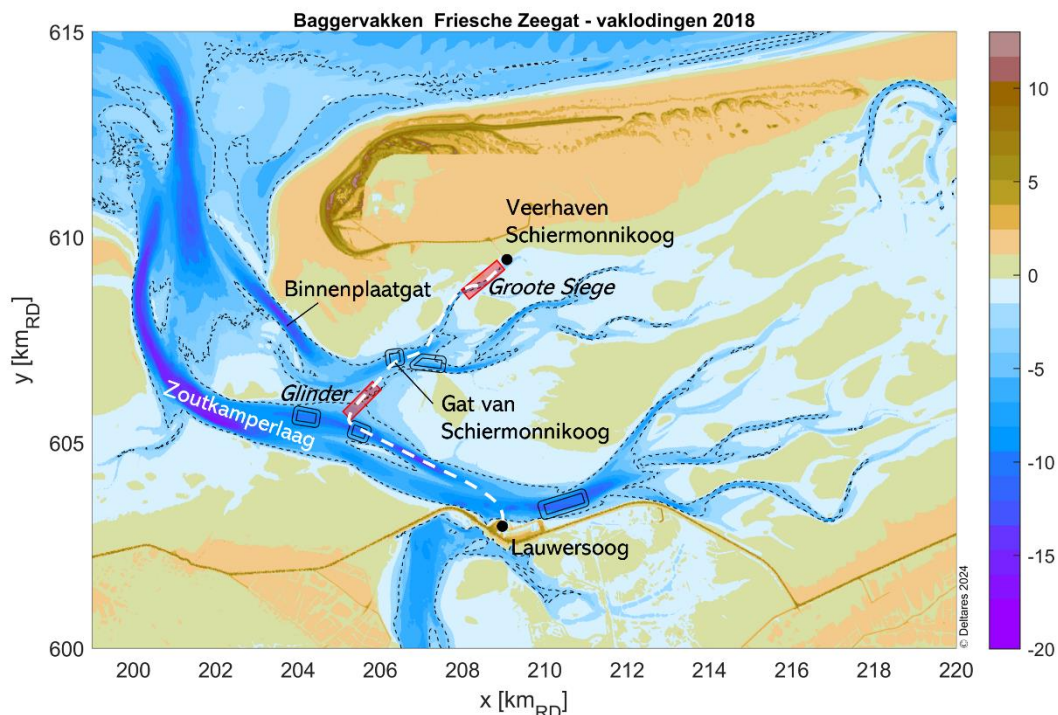 Baggervakken Friesche Zeegat - vaklodingen 2018
615
610
605
600
y [km_RD]
200
202
204
206
208
210
212
214
216
218
220
x [km_RD]
10
5
0
-5
-10
-15
-20
Veerhaven
Schiermonnikoog
Binnenplaatgat
Groote Siege
Glinder
Zoutkamperlaag
Gat van
Schiermonnikoog
Lauwersoog
© Deltares 2024